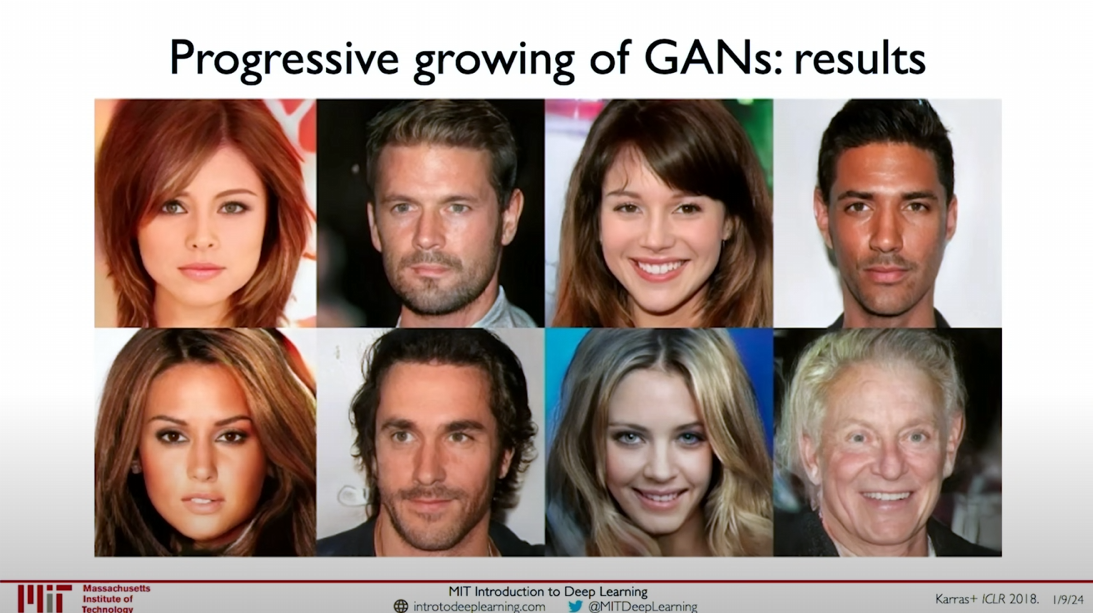 Progressive growing of GANs: results
Massachusetts
Institute of
Technology
MIT Introduction to Deep Learning
introtodeeplearning.com @MITDeepLearning
Karras+ ICLR 2018. 1/9/24